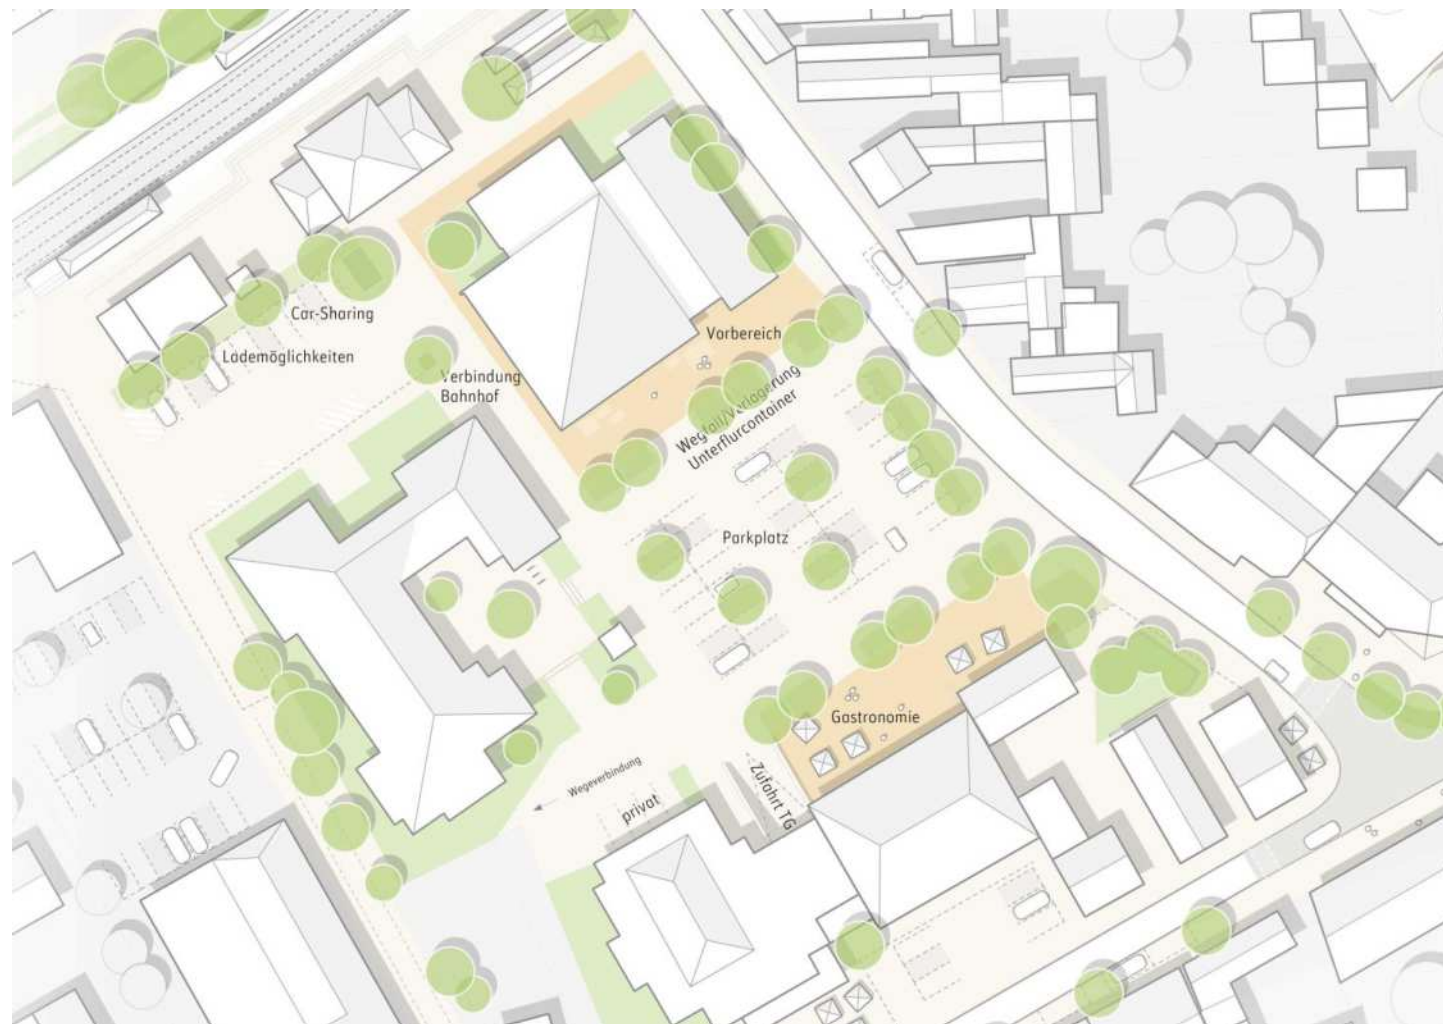 Car-Sharing
Lademöglichkeiten
Verbindung
Bahnhof
Vorbereich
Wegfall/Verlagerung
Unterflurcontainer
Parkplatz
Gastronomie
Wegeverbindung
privat
Zufahrt TG